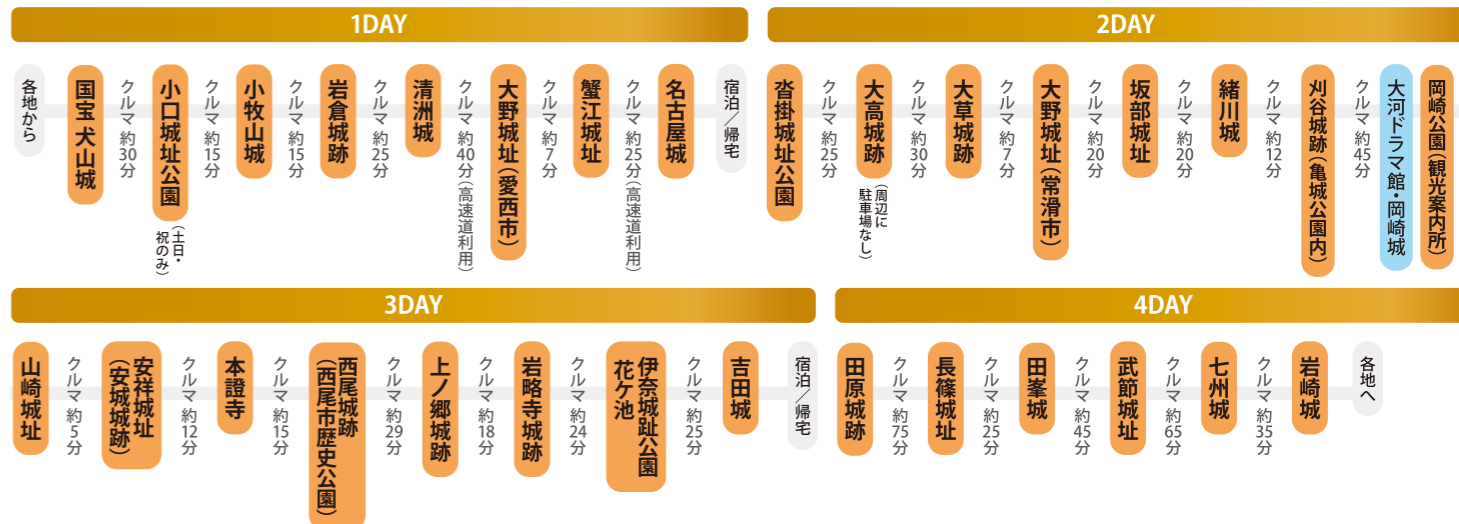 1DAY
各地から
国宝 犬山城
クルマ 約30分
小口城址公園
(土日・
祝のみ)
クルマ 約15分
小牧山城
クルマ 約15分
岩倉城跡
クルマ 約25分
清洲城
クルマ 約40分(高速道利用)
大野城址(愛西市)
クルマ 約7分
蟹江城址
クルマ 約25分(高速道利用)
名古屋城
宿泊/帰宅
2DAY
沓掛城址公園
クルマ 約25分
大高城跡
(周辺に
駐車場なし)
クルマ 約30分
大草城跡
クルマ 約7分
大野城址(常滑市)
クルマ 約20分
坂部城址
クルマ 約20分
緒川城
クルマ 約12分
刈谷城跡(亀城公園内)
クルマ 約45分
大河ドラマ館・岡崎城
岡崎公園(観光案内所)
3DAY
山崎城址
クルマ 約5分
安祥城址
(安城城跡)
クルマ 約12分
本證寺
クルマ 約15分
西尾城跡
(西尾市歴史公園)
クルマ 約29分
上ノ郷城跡
クルマ 約18分
岩略寺城跡
クルマ 約24分
伊奈城趾公園
花ケ池
クルマ 約25分
吉田城
宿泊/帰宅
4DAY
田原城跡
クルマ 約75分
長篠城址
クルマ 約25分
田峯城
クルマ 約45分
武節城址
クルマ 約65分
七州城
クルマ 約35分
岩崎城
各地へ